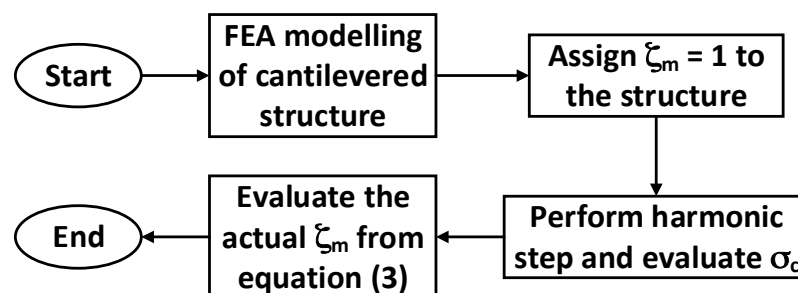 Start
FEA modelling
of cantilevered
structure
Assign ζm = 1 to
the structure
Perform harmonic
step and evaluate σc
Evaluate the
actual ζm from
equation (3)
End